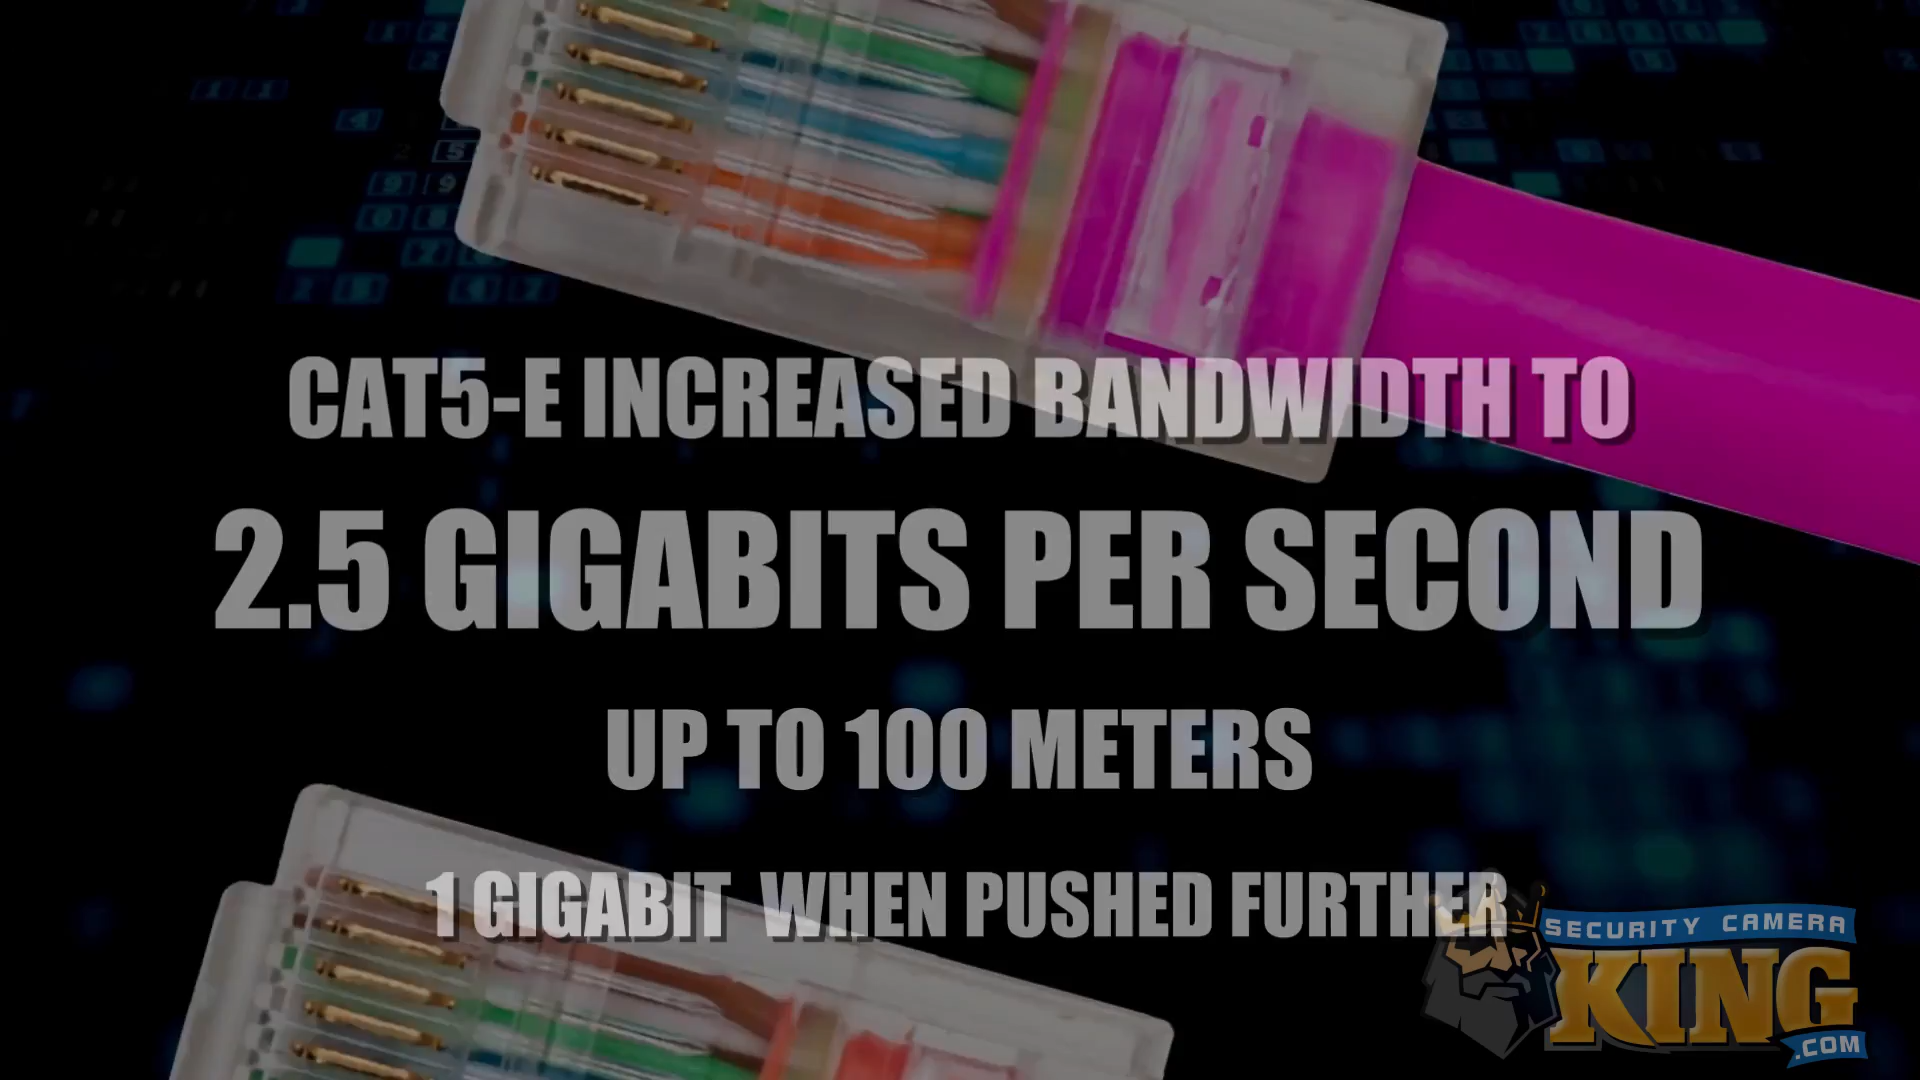 CAT5-E INCREASED BANDWIDTH TO
2.5 GIGABITS PER SECOND
UP TO 100 METERS
1 GIGABIT WHEN PUSHED FURTHER
SECURITY CAMERA
KING
.COM